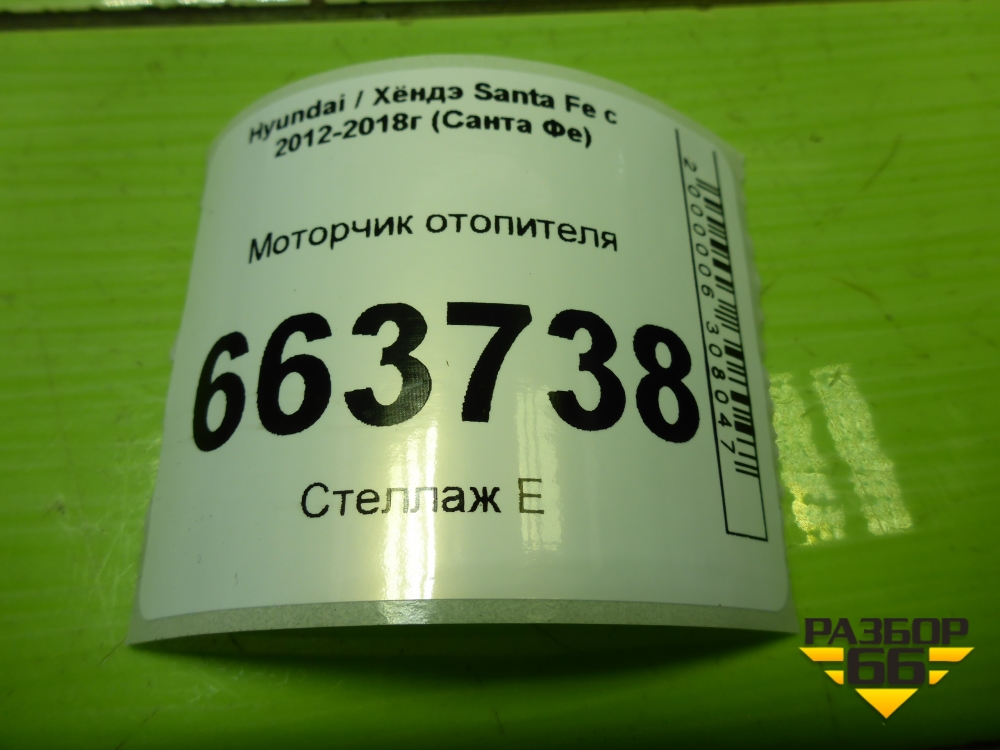 Hyundai / Хёндэ Santa Fe с
2012-2018г (Санта Фе)
Моторчик отопителя
663738
Стеллаж Е
2000006308047
РАЗБОР
66